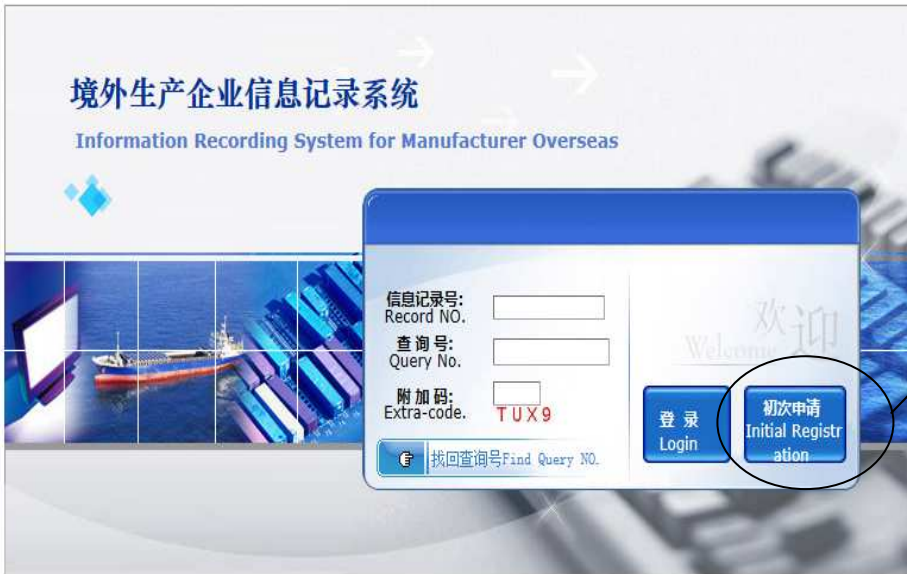 境外生产企业信息记录系统
Information Recording System for Manufacturer Overseas
信息记录号:
Record NO.
查询号:
Query No.
附加码:
Extra-code.
TUX9
找回查询号Find Query NO.
欢迎
Welcome
登 录
Login
初次申请
Initial Registr
ation